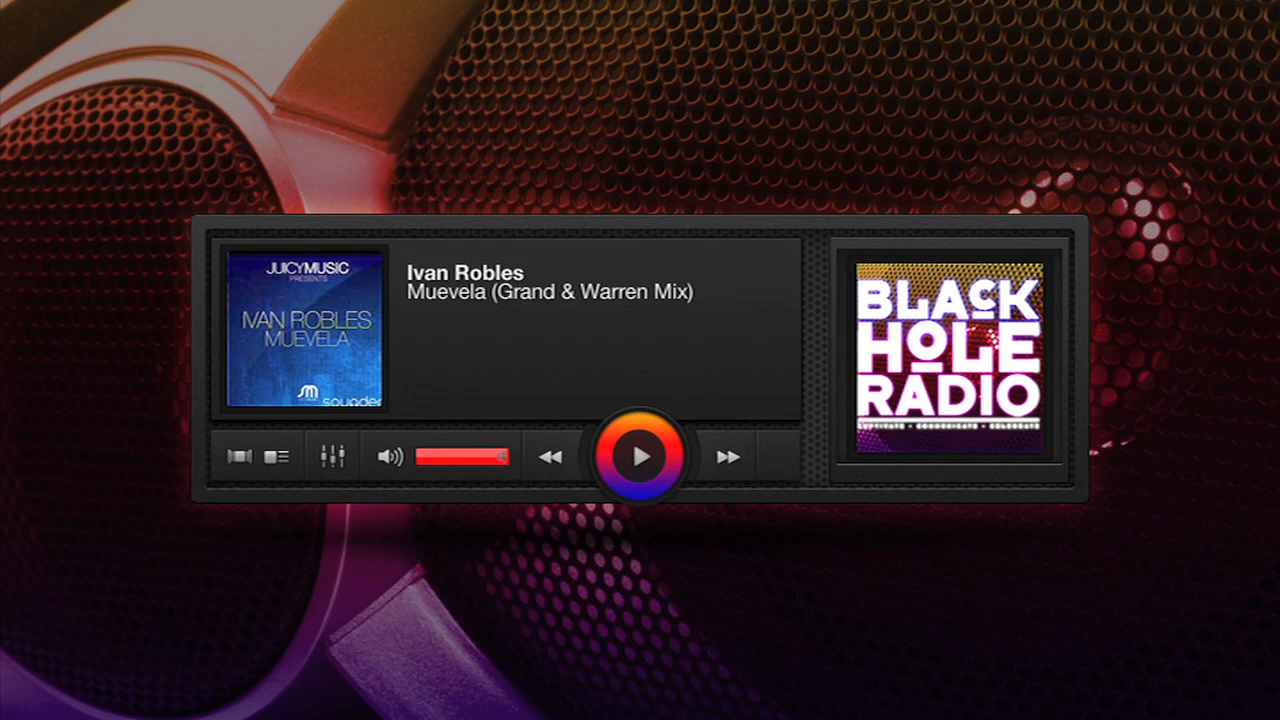 JUICYMUSIC
PRESENTS
IVAN ROBLES
MUEVELA
Ivan Robles
Muevela (Grand & Warren Mix)
BLACK
HOLE
RADIO